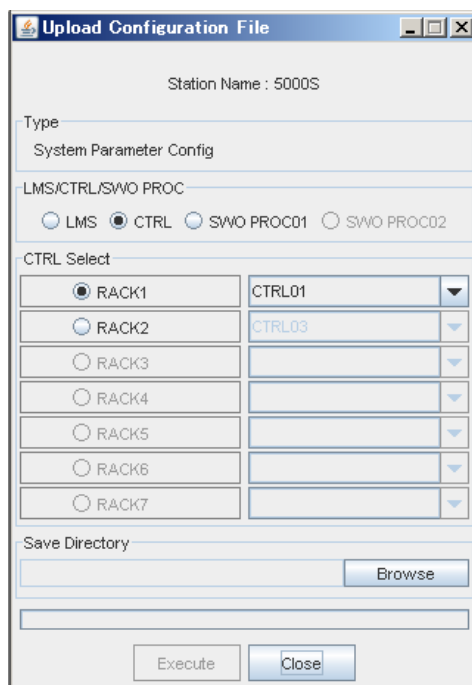 Upload Configuration File
Station Name : 5000S
Type
System Parameter Config
LMS/CTRL/SWO PROC
LMS CTRL SWO PROC01 SWO PROC02
CTRL Select
RACK1 CTRL01
RACK2 CTRL03
RACK3
RACK4
RACK5
RACK6
RACK7
Save Directory
Browse
Execute Close